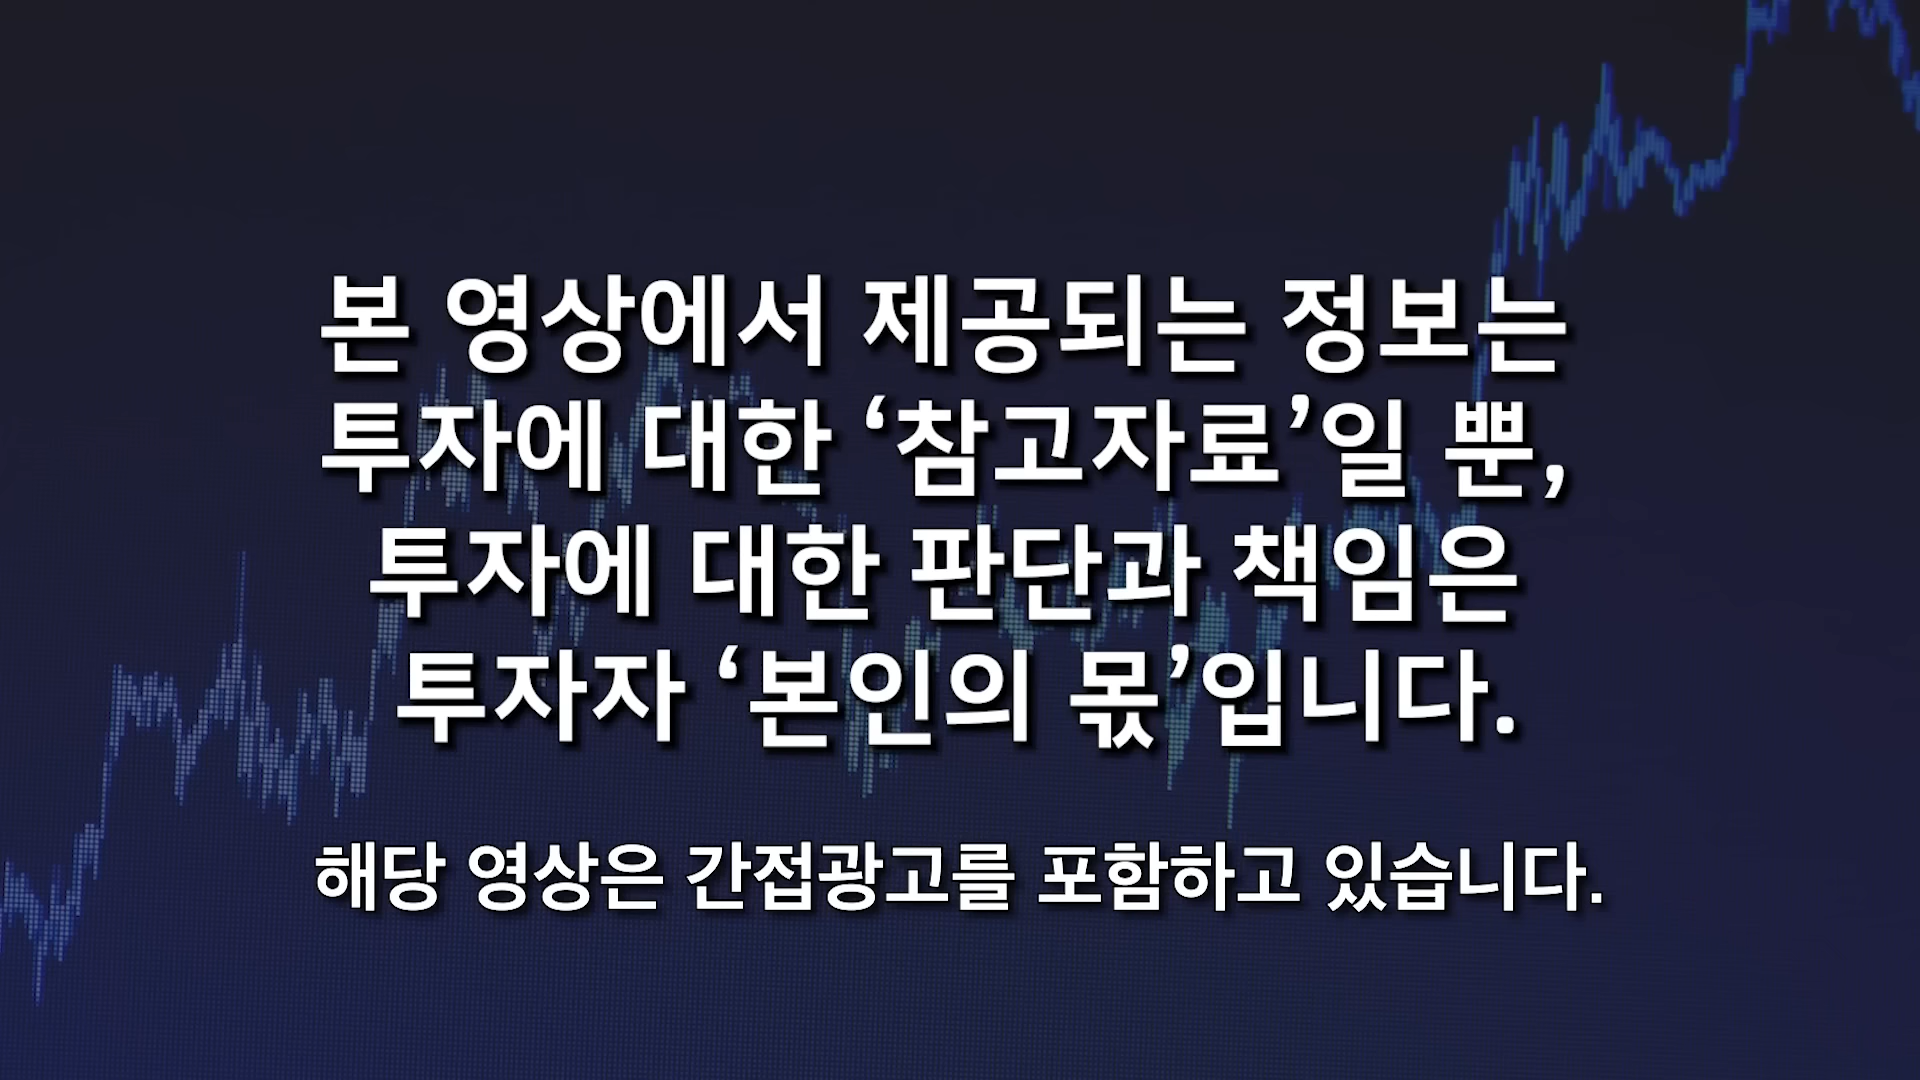 본 영상에서 제공되는 정보는
투자에 대한 ‘참고자료’일 뿐,
투자에 대한 판단과 책임은
투자자 ‘본인의 몫’입니다.
해당 영상은 간접광고를 포함하고 있습니다.